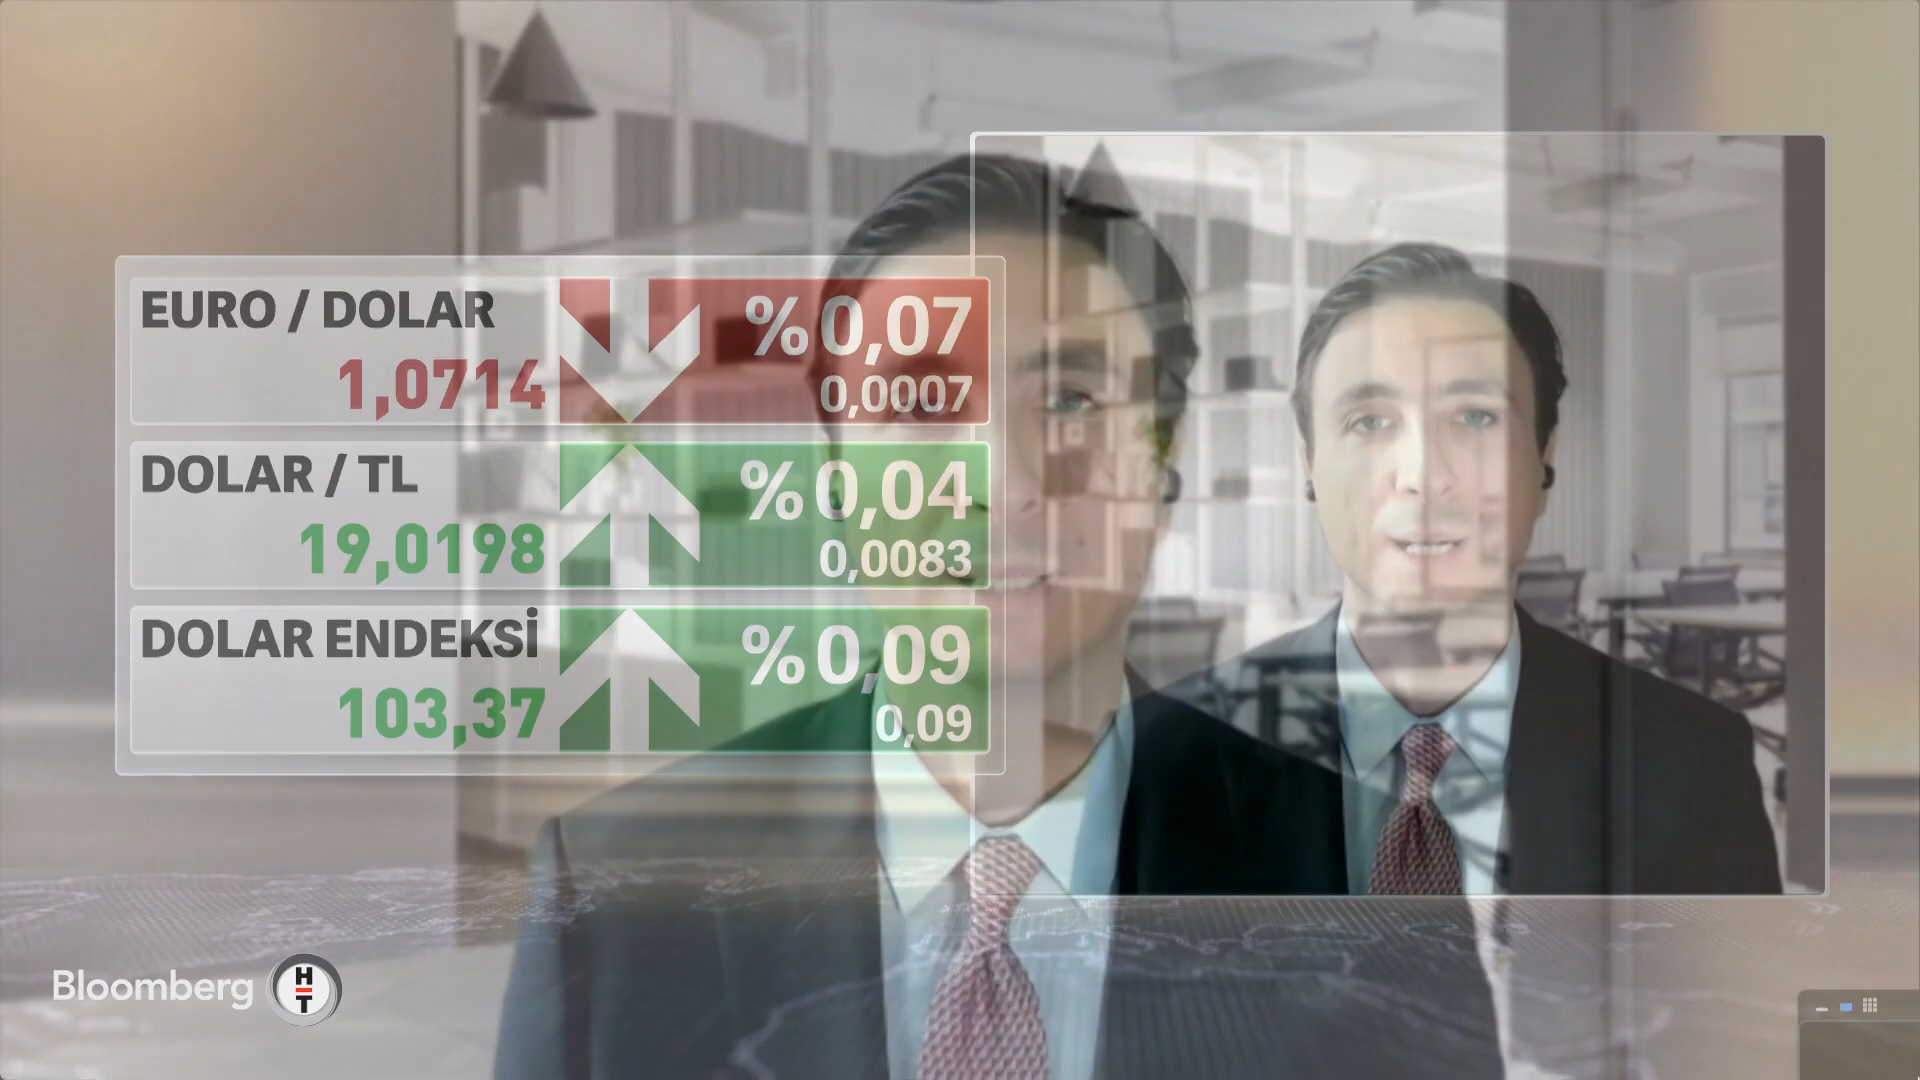 EURO / DOLAR
%0,07
1,0714
0,0007
DOLAR / TL
%0,04
19,0198
0,0083
DOLAR ENDEKSİ
%0,09
103,37
0,09
Bloomberg HT